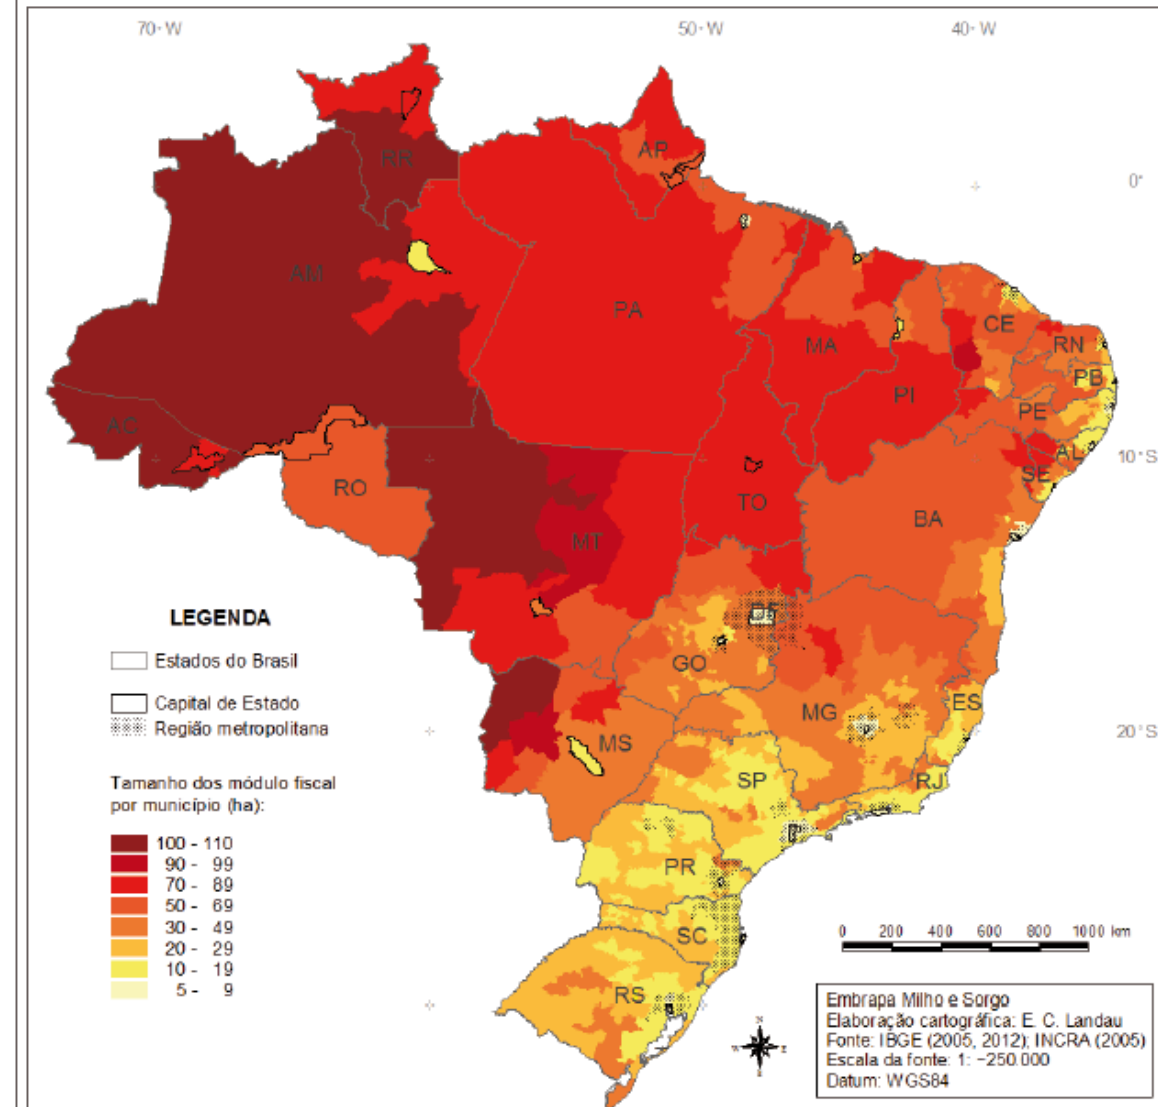 70° W
50° W
40° W
RR
AP
0°
AM
PA
MA
CE
RN
PB
PI
PE
AC
AL
10°S
SE
RO
TO
BA
MT
DF
GO
MG
ES
20°S
MS
SP
RJ
PR
SC
RS
LEGENDA
Estados do Brasil
Capital de Estado
Região metropolitana
Tamanho dos módulo fiscal
por município (ha):
100 - 110
90 - 99
70 - 89
50 - 69
30 - 49
20 - 29
10 - 19
5 - 9
0 200 400 600 800 1000 km
N
W E
S
Embrapa Milho e Sorgo
Elaboração cartográfica: E. C. Landau
Fonte: IBGE (2005, 2012); INCRA (2005)
Escala da fonte: 1: ~250.000
Datum: WGS84